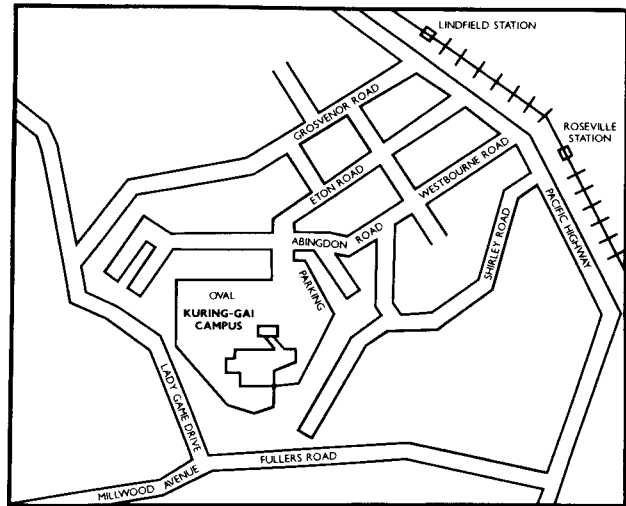 LINDFIELD STATION
ROSEVILLE
STATION
GROSVENOR ROAD
ETON ROAD
WESTBOURNE ROAD
PACIFIC HIGHWAY
ABINGDON
ROAD
SHIRLEY ROAD
PARKING
OVAL
KURING-GAI
CAMPUS
LADY GAME DRIVE
FULLERS ROAD
MILLWOOD AVENUE